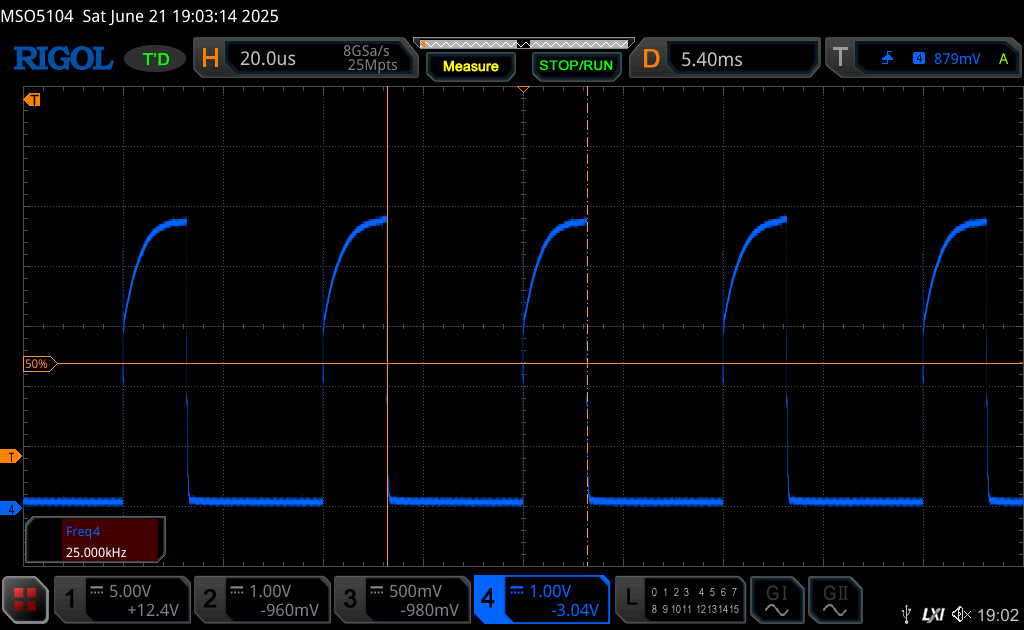 MSO5104 Sat June 21 19:03:14 2025
RIGOL T'D H 20.0us 8GSa/s 25Mpts Measure STOP/RUN D 5.40ms T 4 879mV A
T
50%
T
4
Freq4
25.000kHz
1 5.00V +12.4V
2 1.00V -960mV
3 500mV -980mV
4 1.00V -3.04V
L 0 1 2 3 4 5 6 7
8 9 10 11 12 13 14 15
GI GII
LXI 19:02